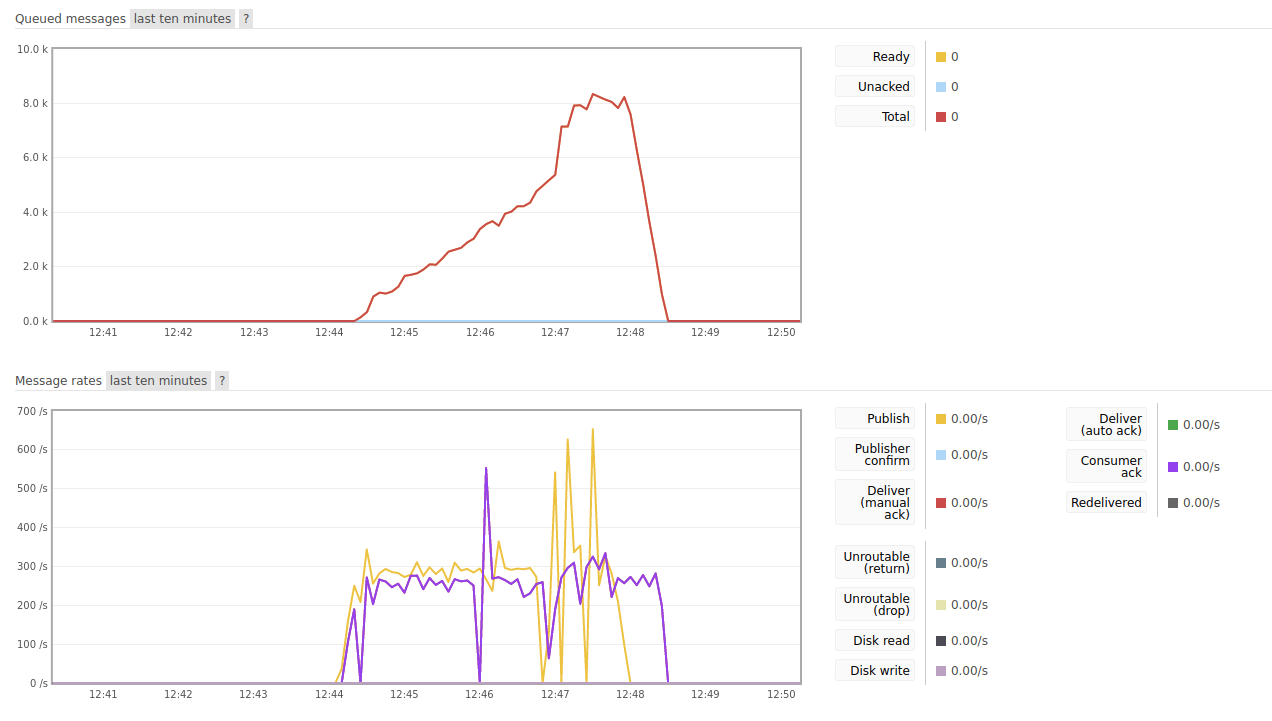 Queued messages last ten minutes ?
10.0 k
8.0 k
6.0 k
4.0 k
2.0 k
0.0 k
12:41 12:42 12:43 12:44 12:45 12:46 12:47 12:48 12:49 12:50
Ready 0
Unacked 0
Total 0
Message rates last ten minutes ?
700 /s
600 /s
500 /s
400 /s
300 /s
200 /s
100 /s
0 /s
12:41 12:42 12:43 12:44 12:45 12:46 12:47 12:48 12:49 12:50
Publish 0.00/s
Publisher
confirm 0.00/s
Deliver
(manual
ack) 0.00/s
Deliver
(auto ack) 0.00/s
Consumer
ack 0.00/s
Redelivered 0.00/s
Unroutable
(return) 0.00/s
Unroutable
(drop) 0.00/s
Disk read 0.00/s
Disk write 0.00/s